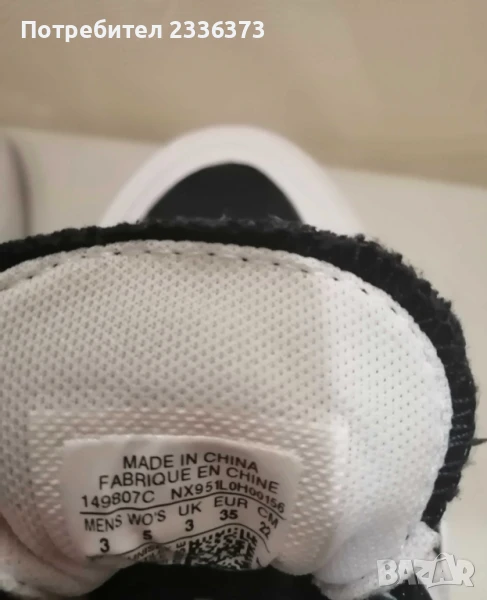 Потребител 2336373
MADE IN CHINA
FABRIQUE EN CHINE
149807C NX951L0H00156
MENS WO'S UK EUR CM
3 5 3 35 22
BAZAR